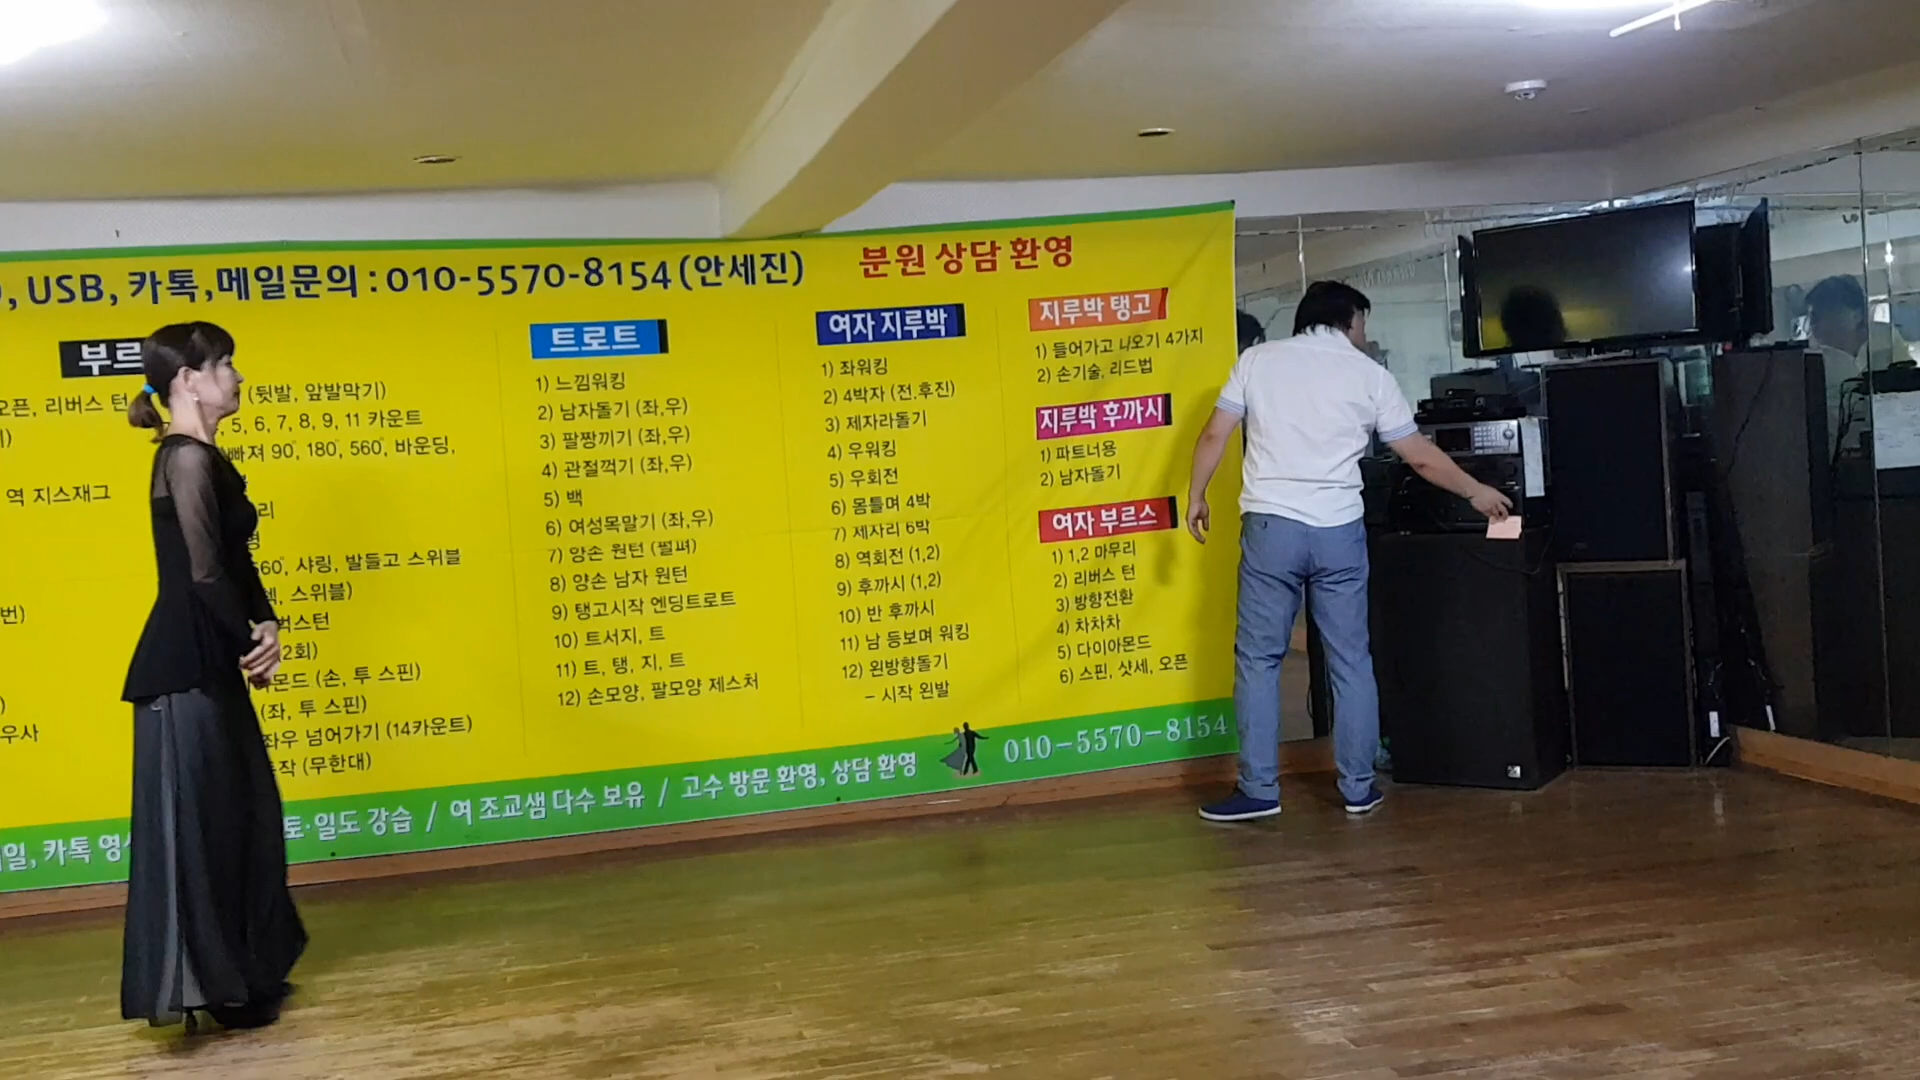 , USB, 카톡,메일문의 : 010-5570-8154 (안세진) 분원 상담 환영
부르
오픈, 리버스 턴
역 지스재그
번)
우사
(뒷발, 앞발막기)
5, 6, 7, 8, 9, 11 카운트
빠져 90˚, 180˚, 560˚, 바운딩,
리
560˚, 샤링, 발들고 스위블
스위블)
벅스턴
2회)
몬드 (손, 투 스핀)
(좌, 투 스핀)
좌우 넘어가기 (14카운트)
작 (무한대)
트로트
1) 느낌워킹
2) 남자돌기 (좌,우)
3) 팔짱끼기 (좌,우)
4) 관절꺽기 (좌,우)
5) 백
6) 여성목말기 (좌,우)
7) 양손 원턴 (펄펴)
8) 양손 남자 원턴
9) 탱고시작 엔딩트로트
10) 트서지, 트
11) 트, 탱, 지, 트
12) 손모양, 팔모양 제스처
여자 지루박
1) 좌워킹
2) 4박자 (전.후진)
3) 제자라돌기
4) 우워킹
5) 우회전
6) 몸틀며 4박
7) 제자리 6박
8) 역회전 (1,2)
9) 후까시 (1,2)
10) 반 후까시
11) 남 등보며 워킹
12) 왼방향돌기
– 시작 왼발
지루박 탱고
1) 들어가고 나오기 4가지
2) 손기술, 리드법
지루박 후까시
1) 파트너용
2) 남자돌기
여자 부르스
1) 1,2 마무리
2) 리버스 턴
3) 방향전환
4) 차차차
5) 다이아몬드
6) 스핀, 샷세, 오픈
일, 카톡 영 토·일도 강습 / 여 조교샘 다수 보유 / 고수 방문 환영, 상담 환영 010-5570-8154